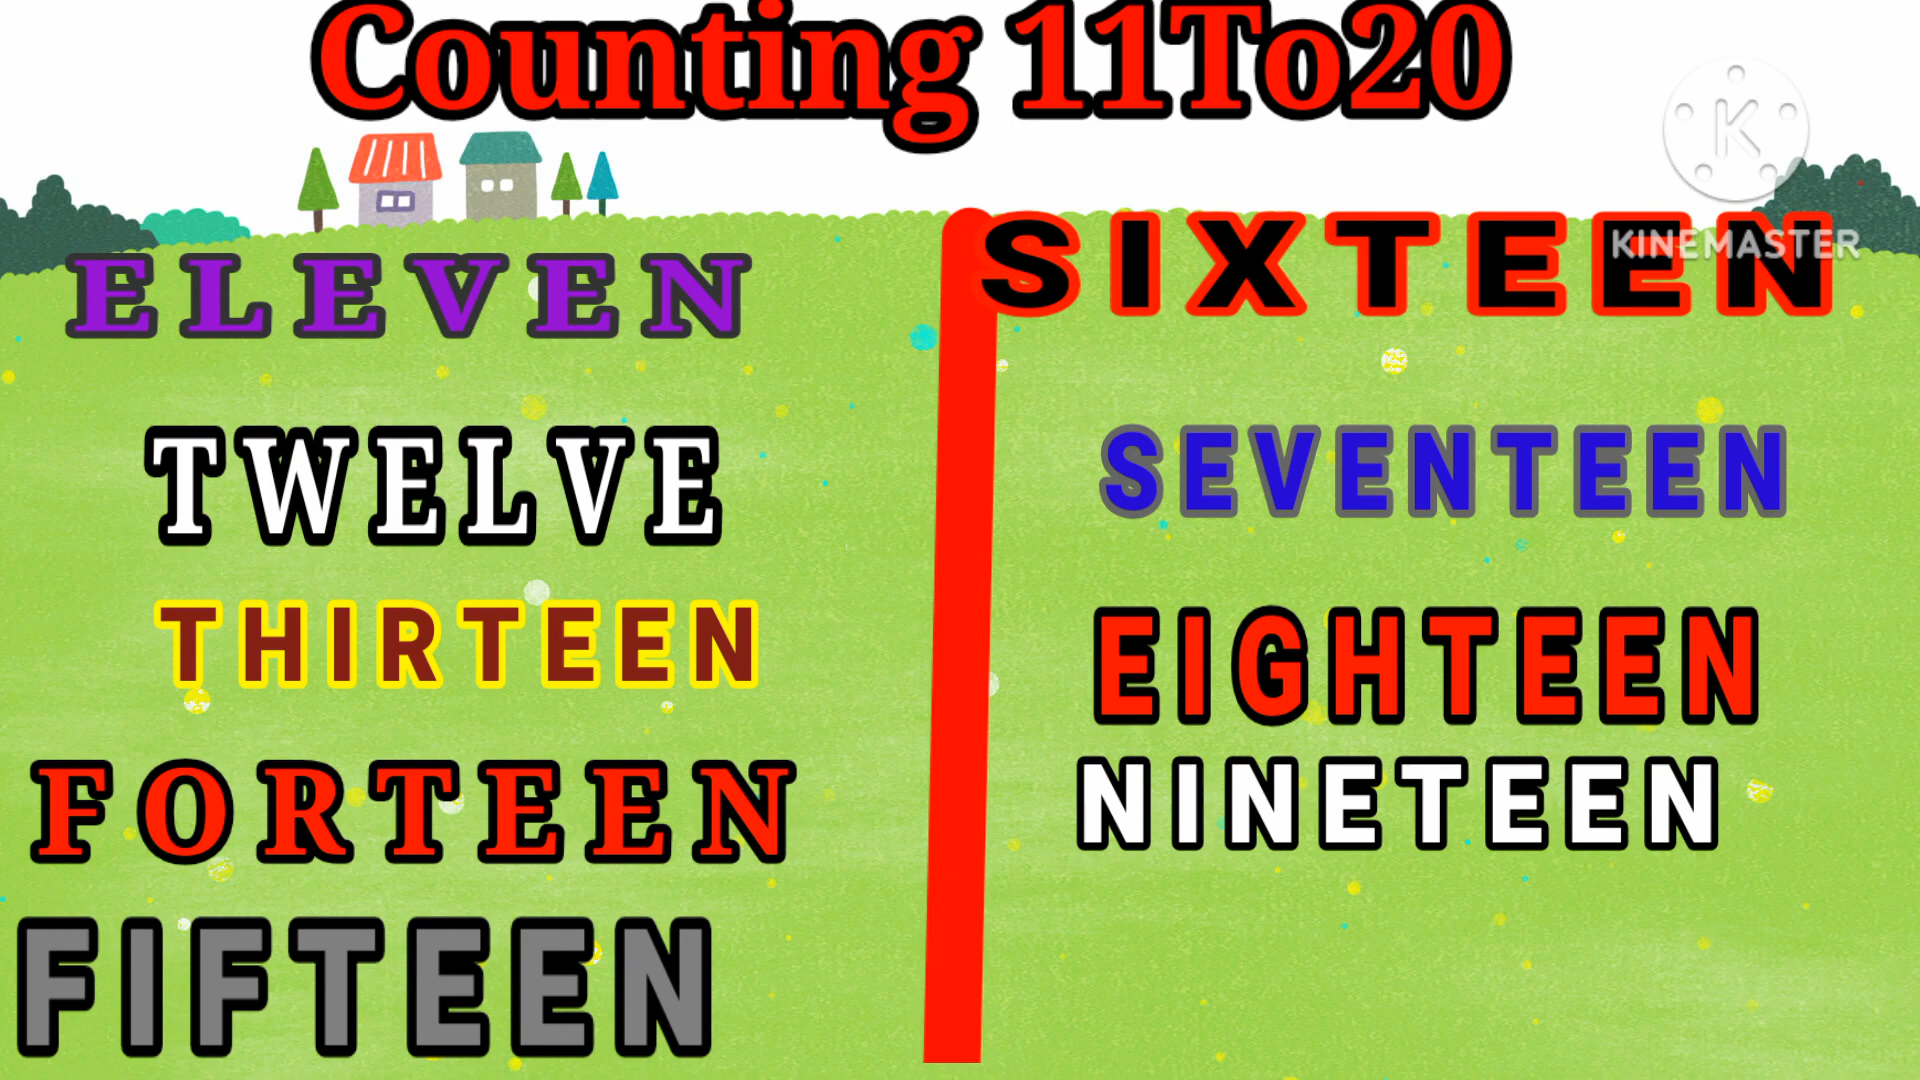 Counting 11To20
ELEVEN
TWELVE
THIRTEEN
FORTEEN
FIFTEEN
SIXTEEN
SEVENTEEN
EIGHTEEN
NINETEEN
K
KINEMASTER